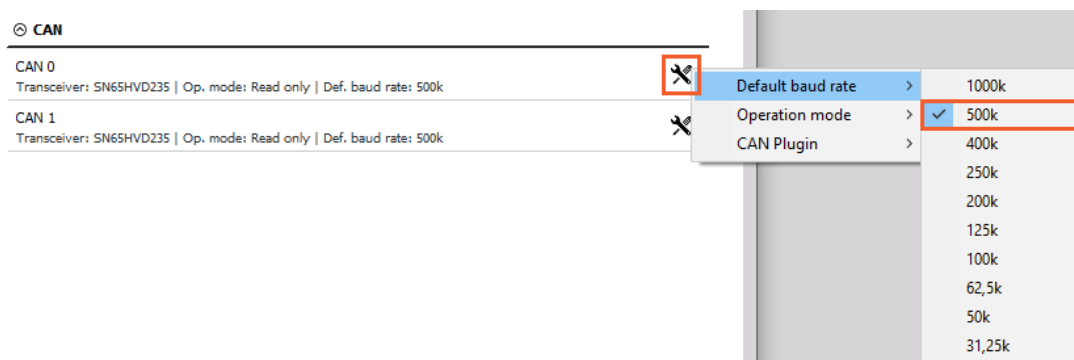 CAN
CAN 0
Transceiver: SN65HVD235 | Op. mode: Read only | Def. baud rate: 500k
CAN 1
Transceiver: SN65HVD235 | Op. mode: Read only | Def. baud rate: 500k
Default baud rate
Operation mode
CAN Plugin
1000k
500k
400k
250k
200k
125k
100k
62,5k
50k
31,25k